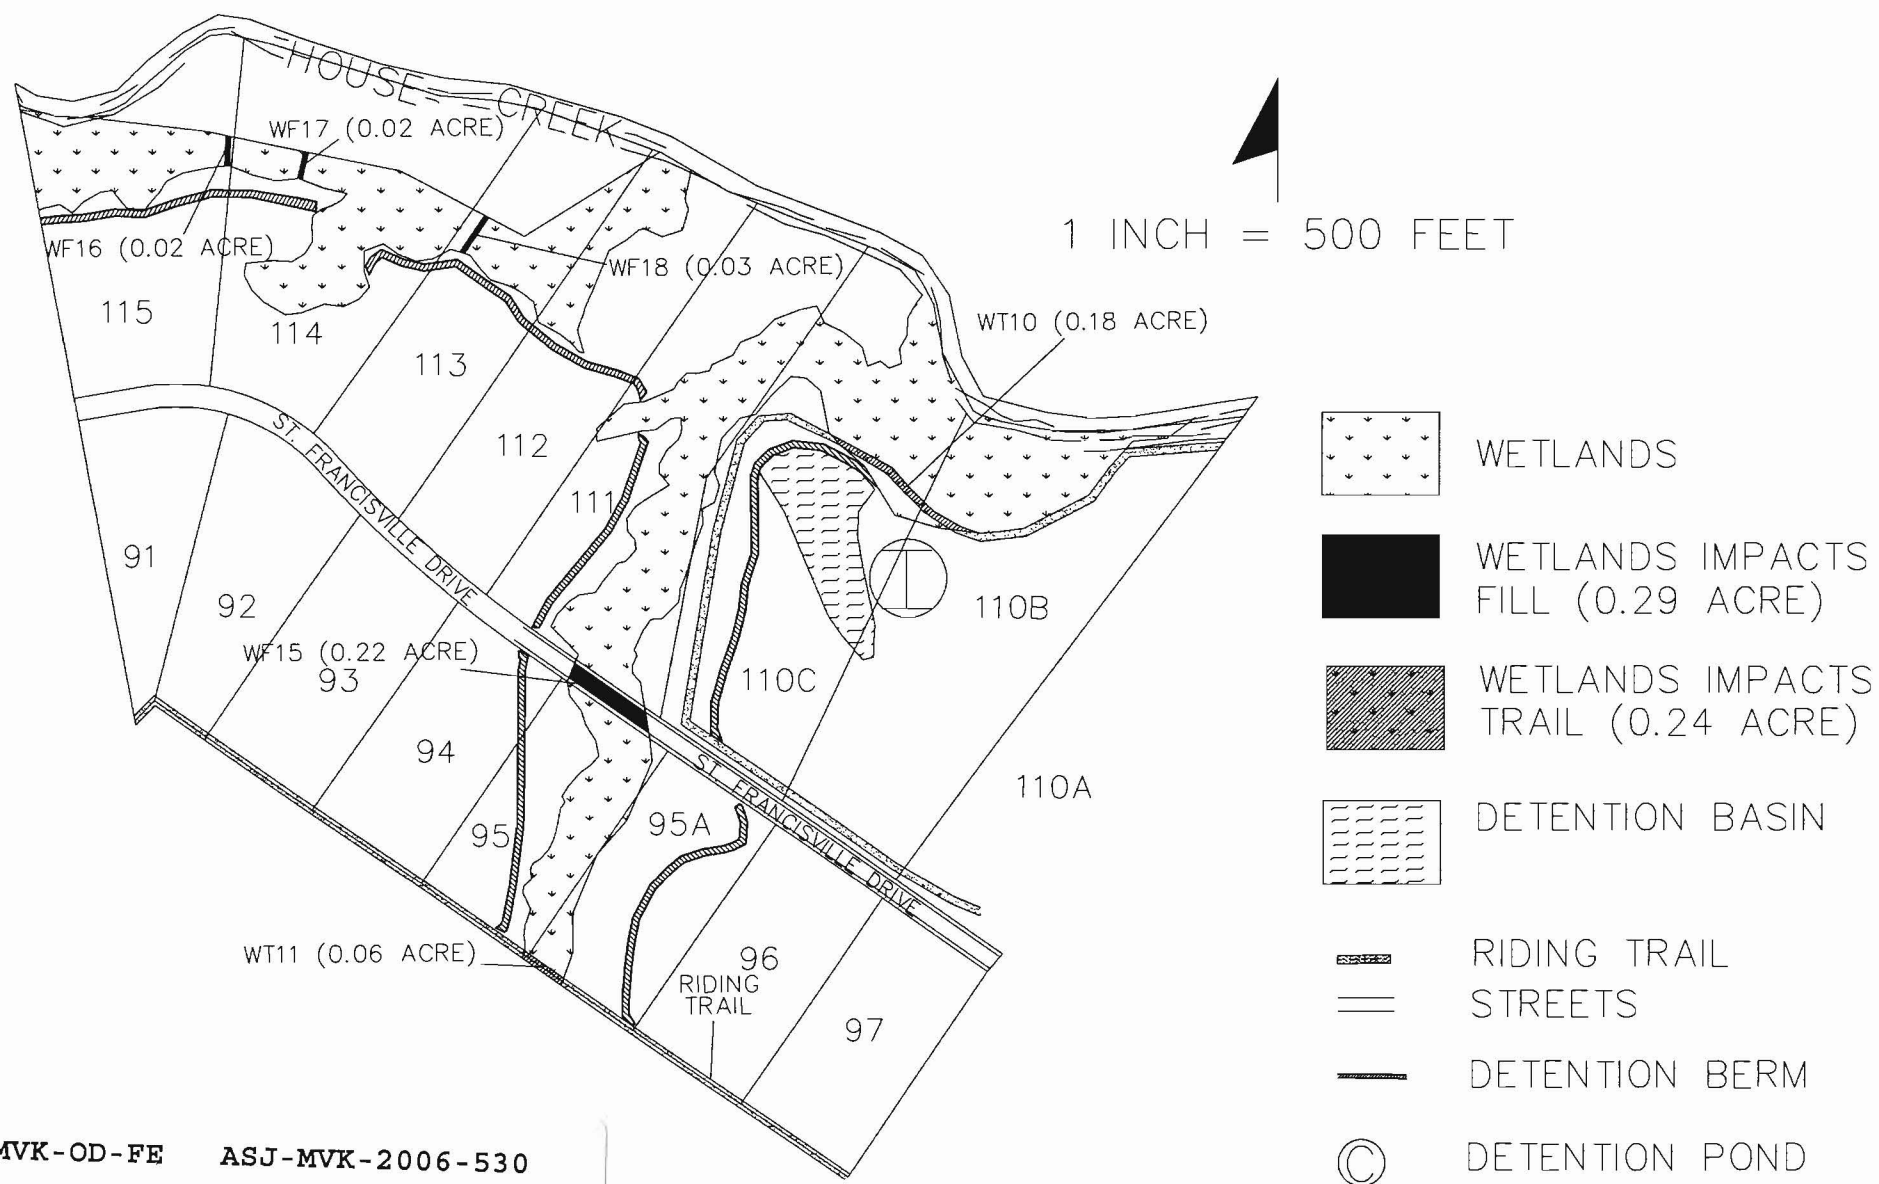 HOUSE CREEK
WF17 (0.02 ACRE)
WF16 (0.02 ACRE)
WF18 (0.03 ACRE)
1 INCH = 500 FEET
WT10 (0.18 ACRE)
115
114
113
112
111
ST. FRANCISVILLE DRIVE
91
92
WF15 (0.22 ACRE)
93
94
95
95A
110C
110B
110A
I
ST. FRANCISVILLE DRIVE
WT11 (0.06 ACRE)
96
RIDING
TRAIL
97
WETLANDS
WETLANDS IMPACTS
FILL (0.29 ACRE)
WETLANDS IMPACTS
TRAIL (0.24 ACRE)
DETENTION BASIN
RIDING TRAIL
STREETS
DETENTION BERM
C DETENTION POND
MVK-OD-FE ASJ-MVK-2006-530